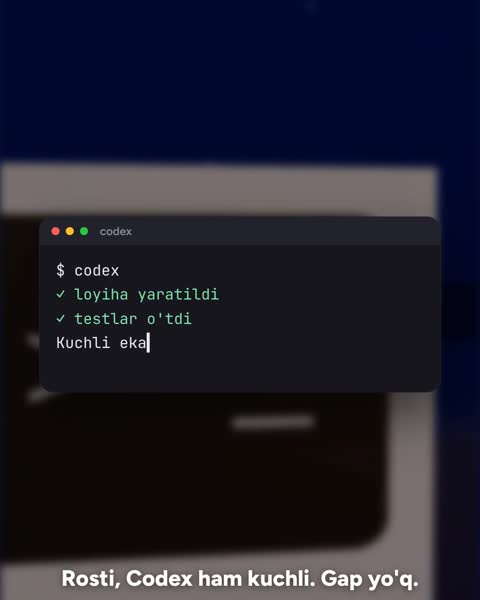 codex
$ codex
✓ loyiha yaratildi
✓ testlar o'tdi
Kuchli eka
Rosti, Codex ham kuchli. Gap yo'q.